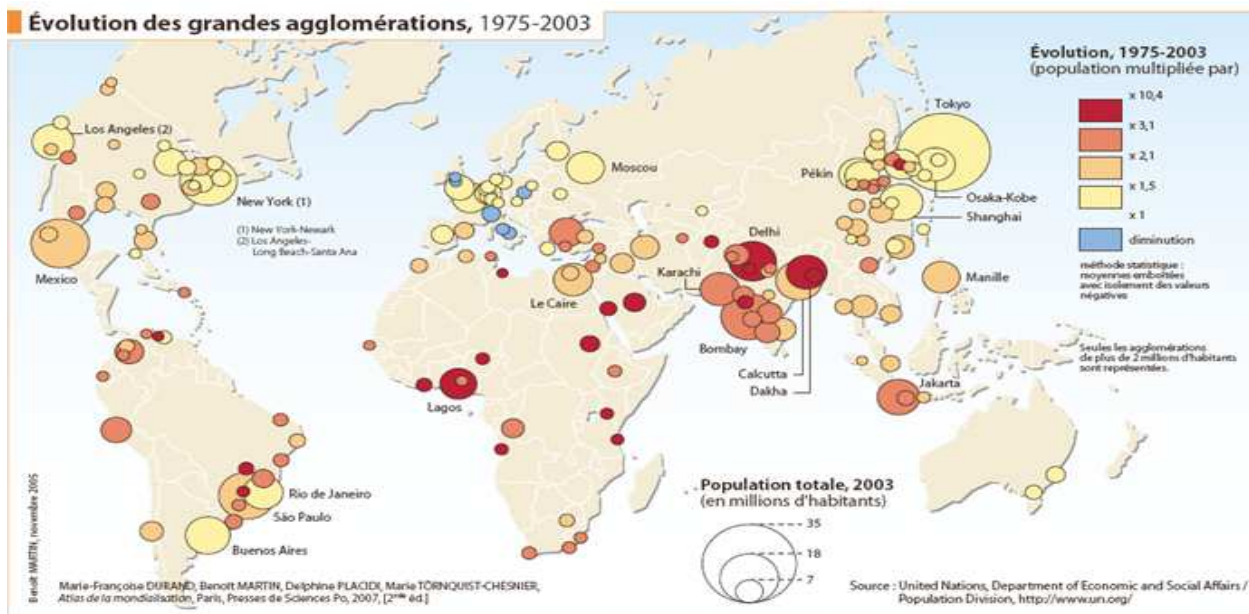 Évolution des grandes agglomérations, 1975-2003
Évolution, 1975-2003
(population multipliée par)
x 10,4
x 3,1
x 2,1
x 1,5
x 1
diminution
méthode statistique :
moyennes emboîtées
avec isolement des valeurs
négatives
Seules les agglomérations
de plus de 2 millions d'habitants
sont représentées.
Los Angeles (2)
New York (1)
(1) New York-Newark
(2) Los Angeles-
Long Beach-Santa Ana
Mexico
Moscou
Le Caire
Lagos
Rio de Janeiro
São Paulo
Buenos Aires
Tokyo
Pékin
Osaka-Kobe
Shanghai
Delhi
Karachi
Manille
Bombay
Calcutta
Dakha
Jakarta
Population totale, 2003
(en millions d'habitants)
35
18
7
Benoît MARTIN, novembre 2005
Marie-Françoise DURAND, Benoît MARTIN, Delphine PLACIDI, Marie TÖRNQUIST-CHESNIER,
Atlas de la mondialisation, Paris, Presses de Sciences Po, 2007, [2nde éd.]
Source : United Nations, Department of Economic and Social Affairs /
Population Division, http://www.un.org/